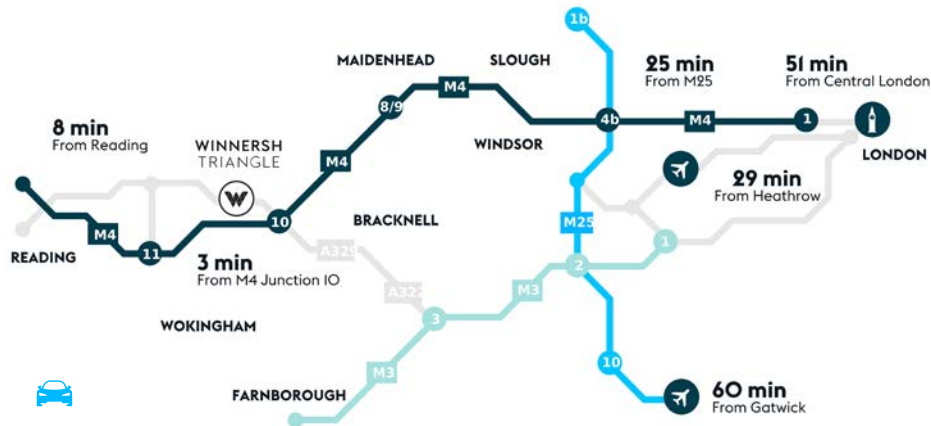 1b
MAIDENHEAD
SLOUGH
25 min
From M25
51 min
From Central London
M4
8/9
4b
M4
1
8 min
From Reading
WINNERSH
TRIANGLE
W
M4
WINDSOR
LONDON
29 min
From Heathrow
10
BRACKNELL
M25
M4
11
A329
1
READING
3 min
From M4 Junction 10
2
A322
M3
3
WOKINGHAM
M3
10
FARNBOROUGH
60 min
From Gatwick